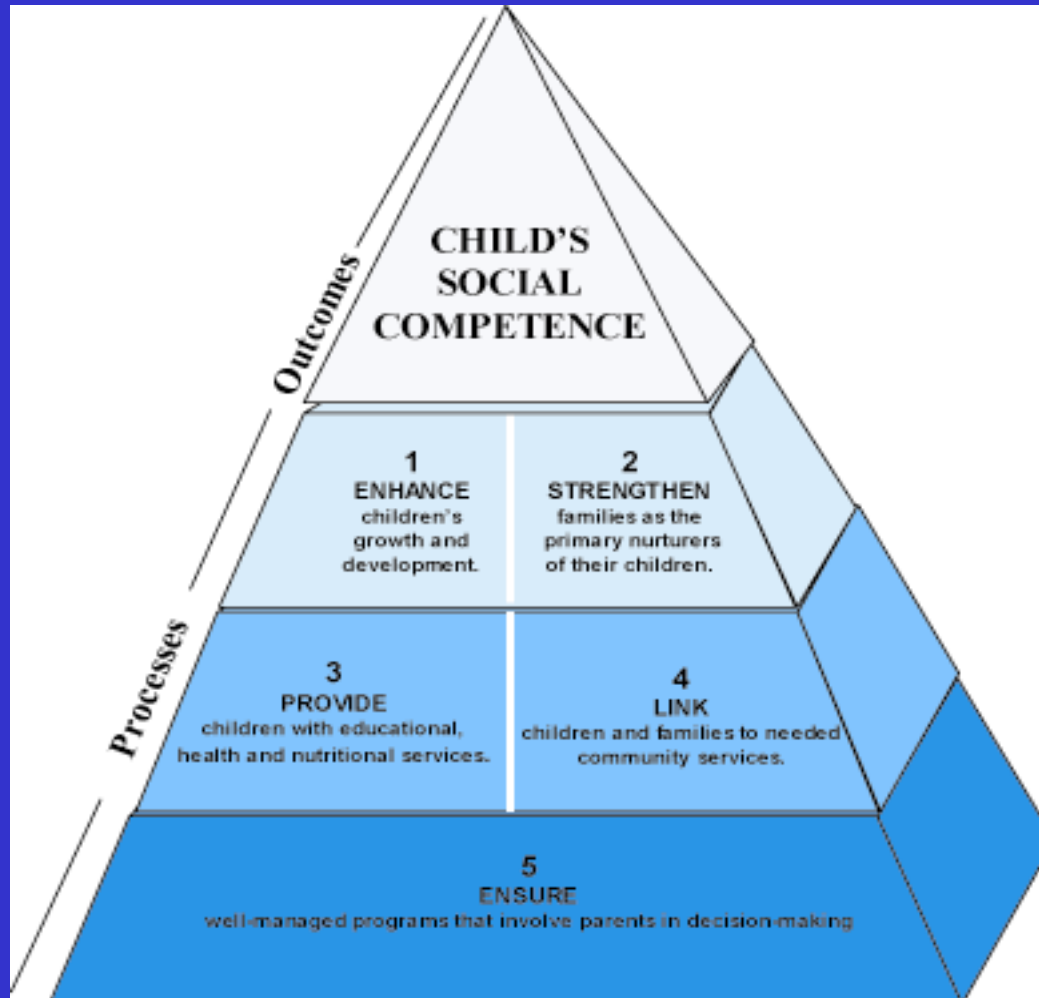 CHILD'S
SOCIAL
COMPETENCE
Outcomes
1
ENHANCE
children's
growth and
development.
2
STRENGTHEN
families as the
primary nurturers
of their children.
Processes
3
PROVIDE
children with educational,
health and nutritional services.
4
LINK
children and families to needed
community services.
5
ENSURE
well-managed programs that involve parents in decision-making